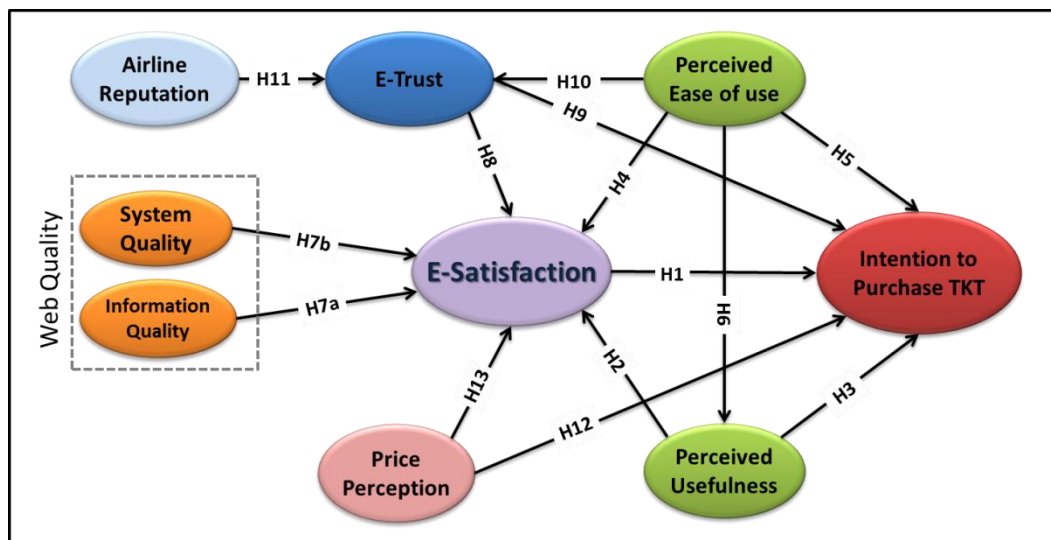 Airline
Reputation
H11
E-Trust
H10
Perceived
Ease of use
H9
H8
H4
H5
Web Quality
System
Quality
H7b
Information
Quality
H7a
E-Satisfaction
H1
Intention to
Purchase TKT
H6
H2
H13
H12
H3
Price
Perception
Perceived
Usefulness